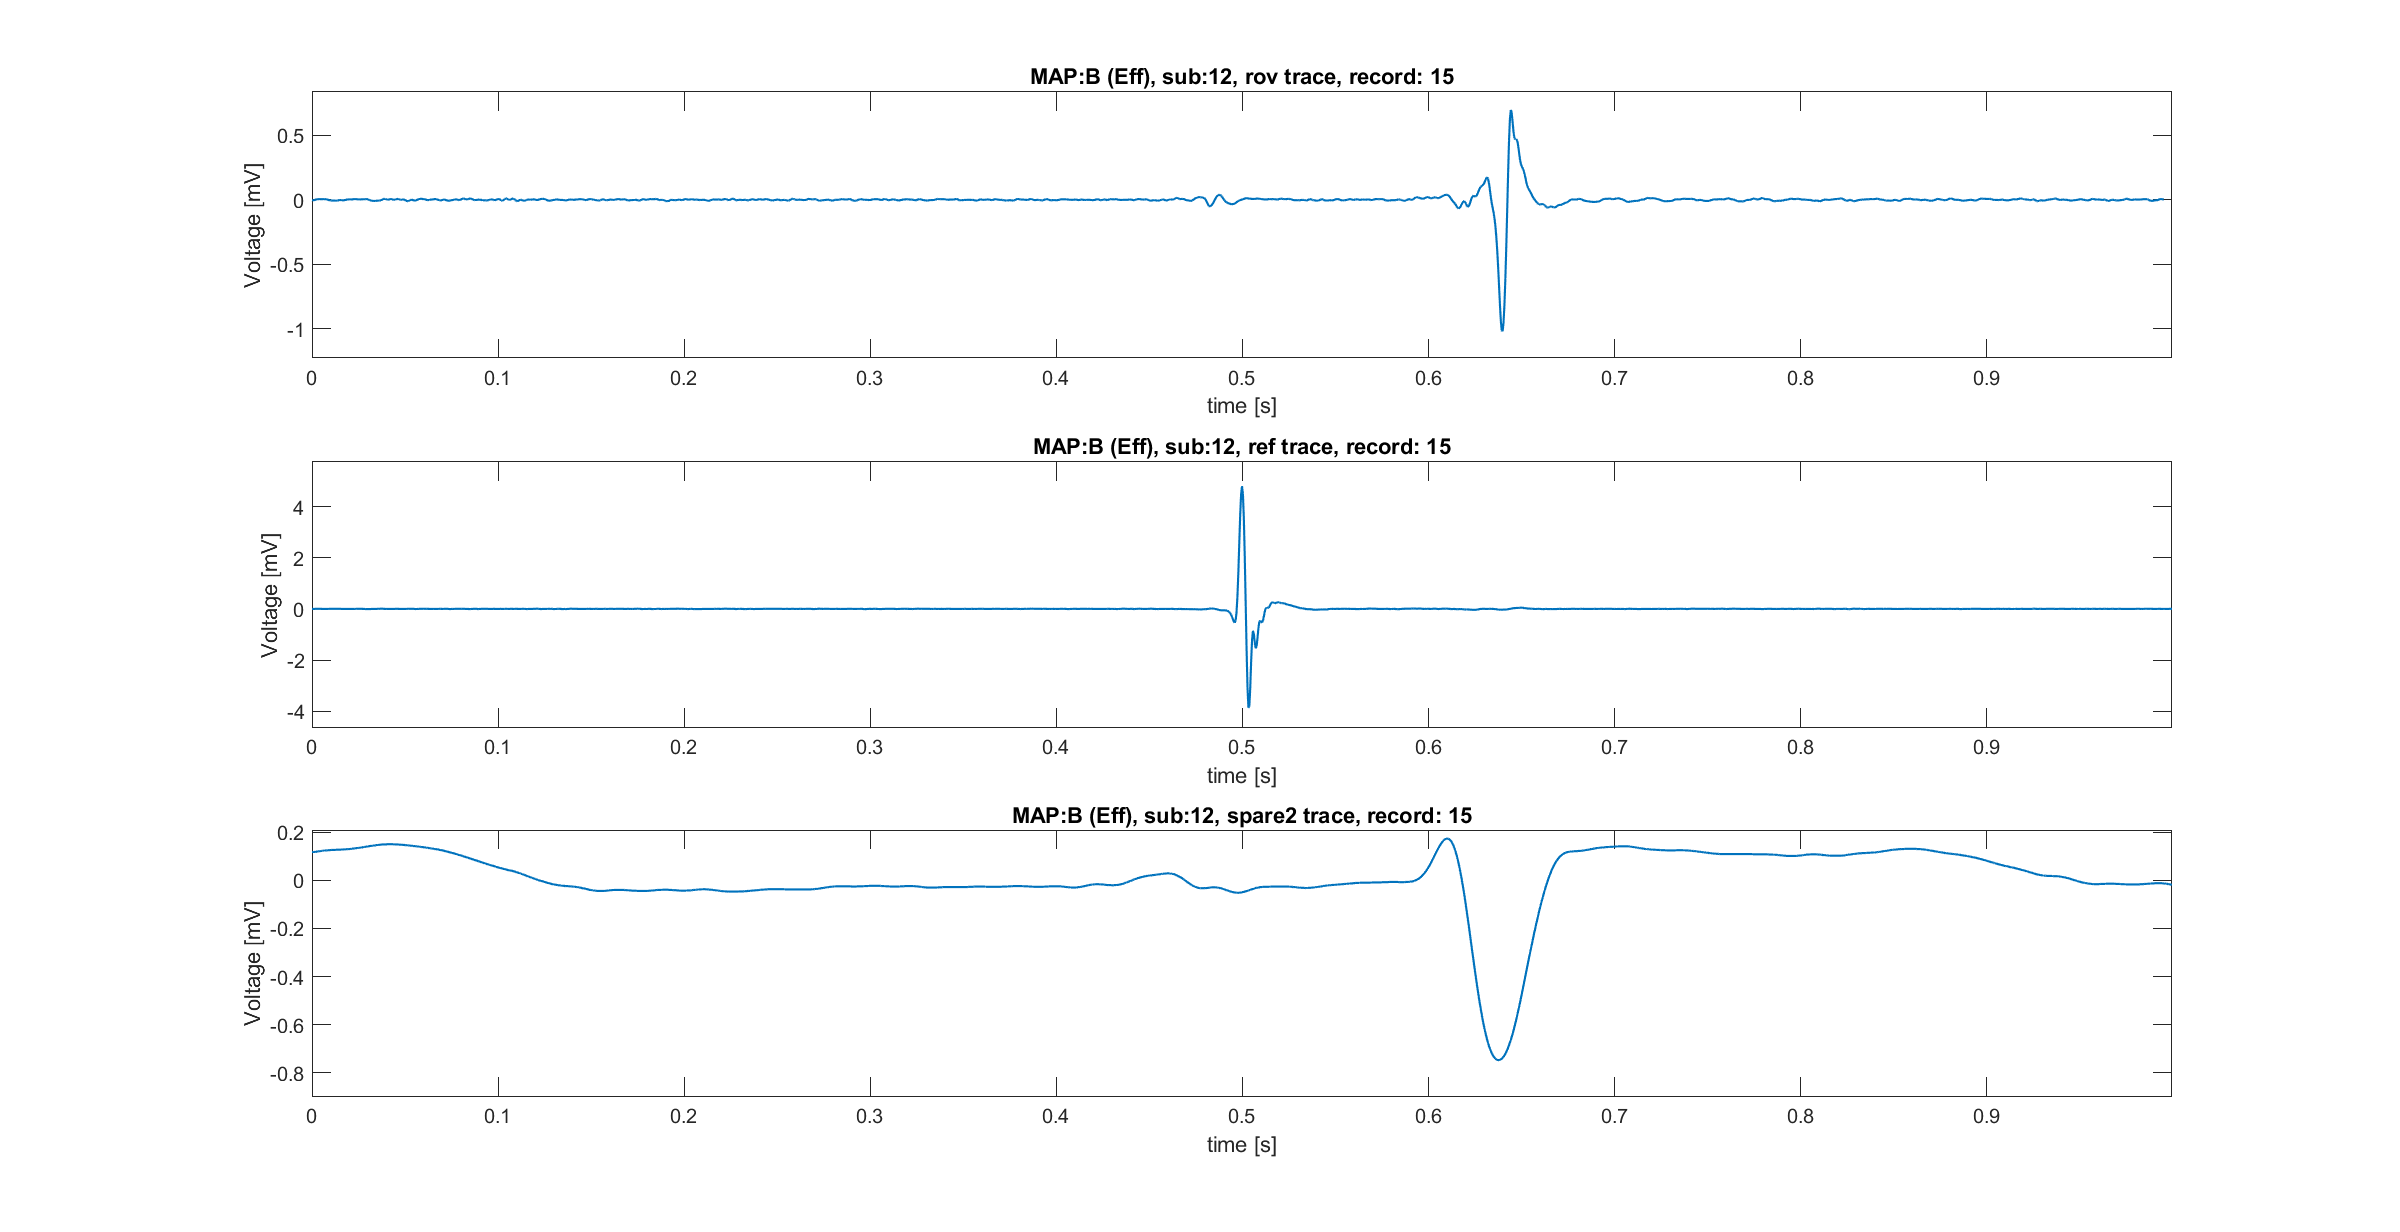 MAP:B (Eff), sub:12, rov trace, record: 15
0.5
0
-0.5
-1
Voltage [mV]
0 0.1 0.2 0.3 0.4 0.5 0.6 0.7 0.8 0.9
time [s]
MAP:B (Eff), sub:12, ref trace, record: 15
4
2
0
-2
-4
Voltage [mV]
0 0.1 0.2 0.3 0.4 0.5 0.6 0.7 0.8 0.9
time [s]
MAP:B (Eff), sub:12, spare2 trace, record: 15
0.2
0
-0.2
-0.4
-0.6
-0.8
Voltage [mV]
0 0.1 0.2 0.3 0.4 0.5 0.6 0.7 0.8 0.9
time [s]